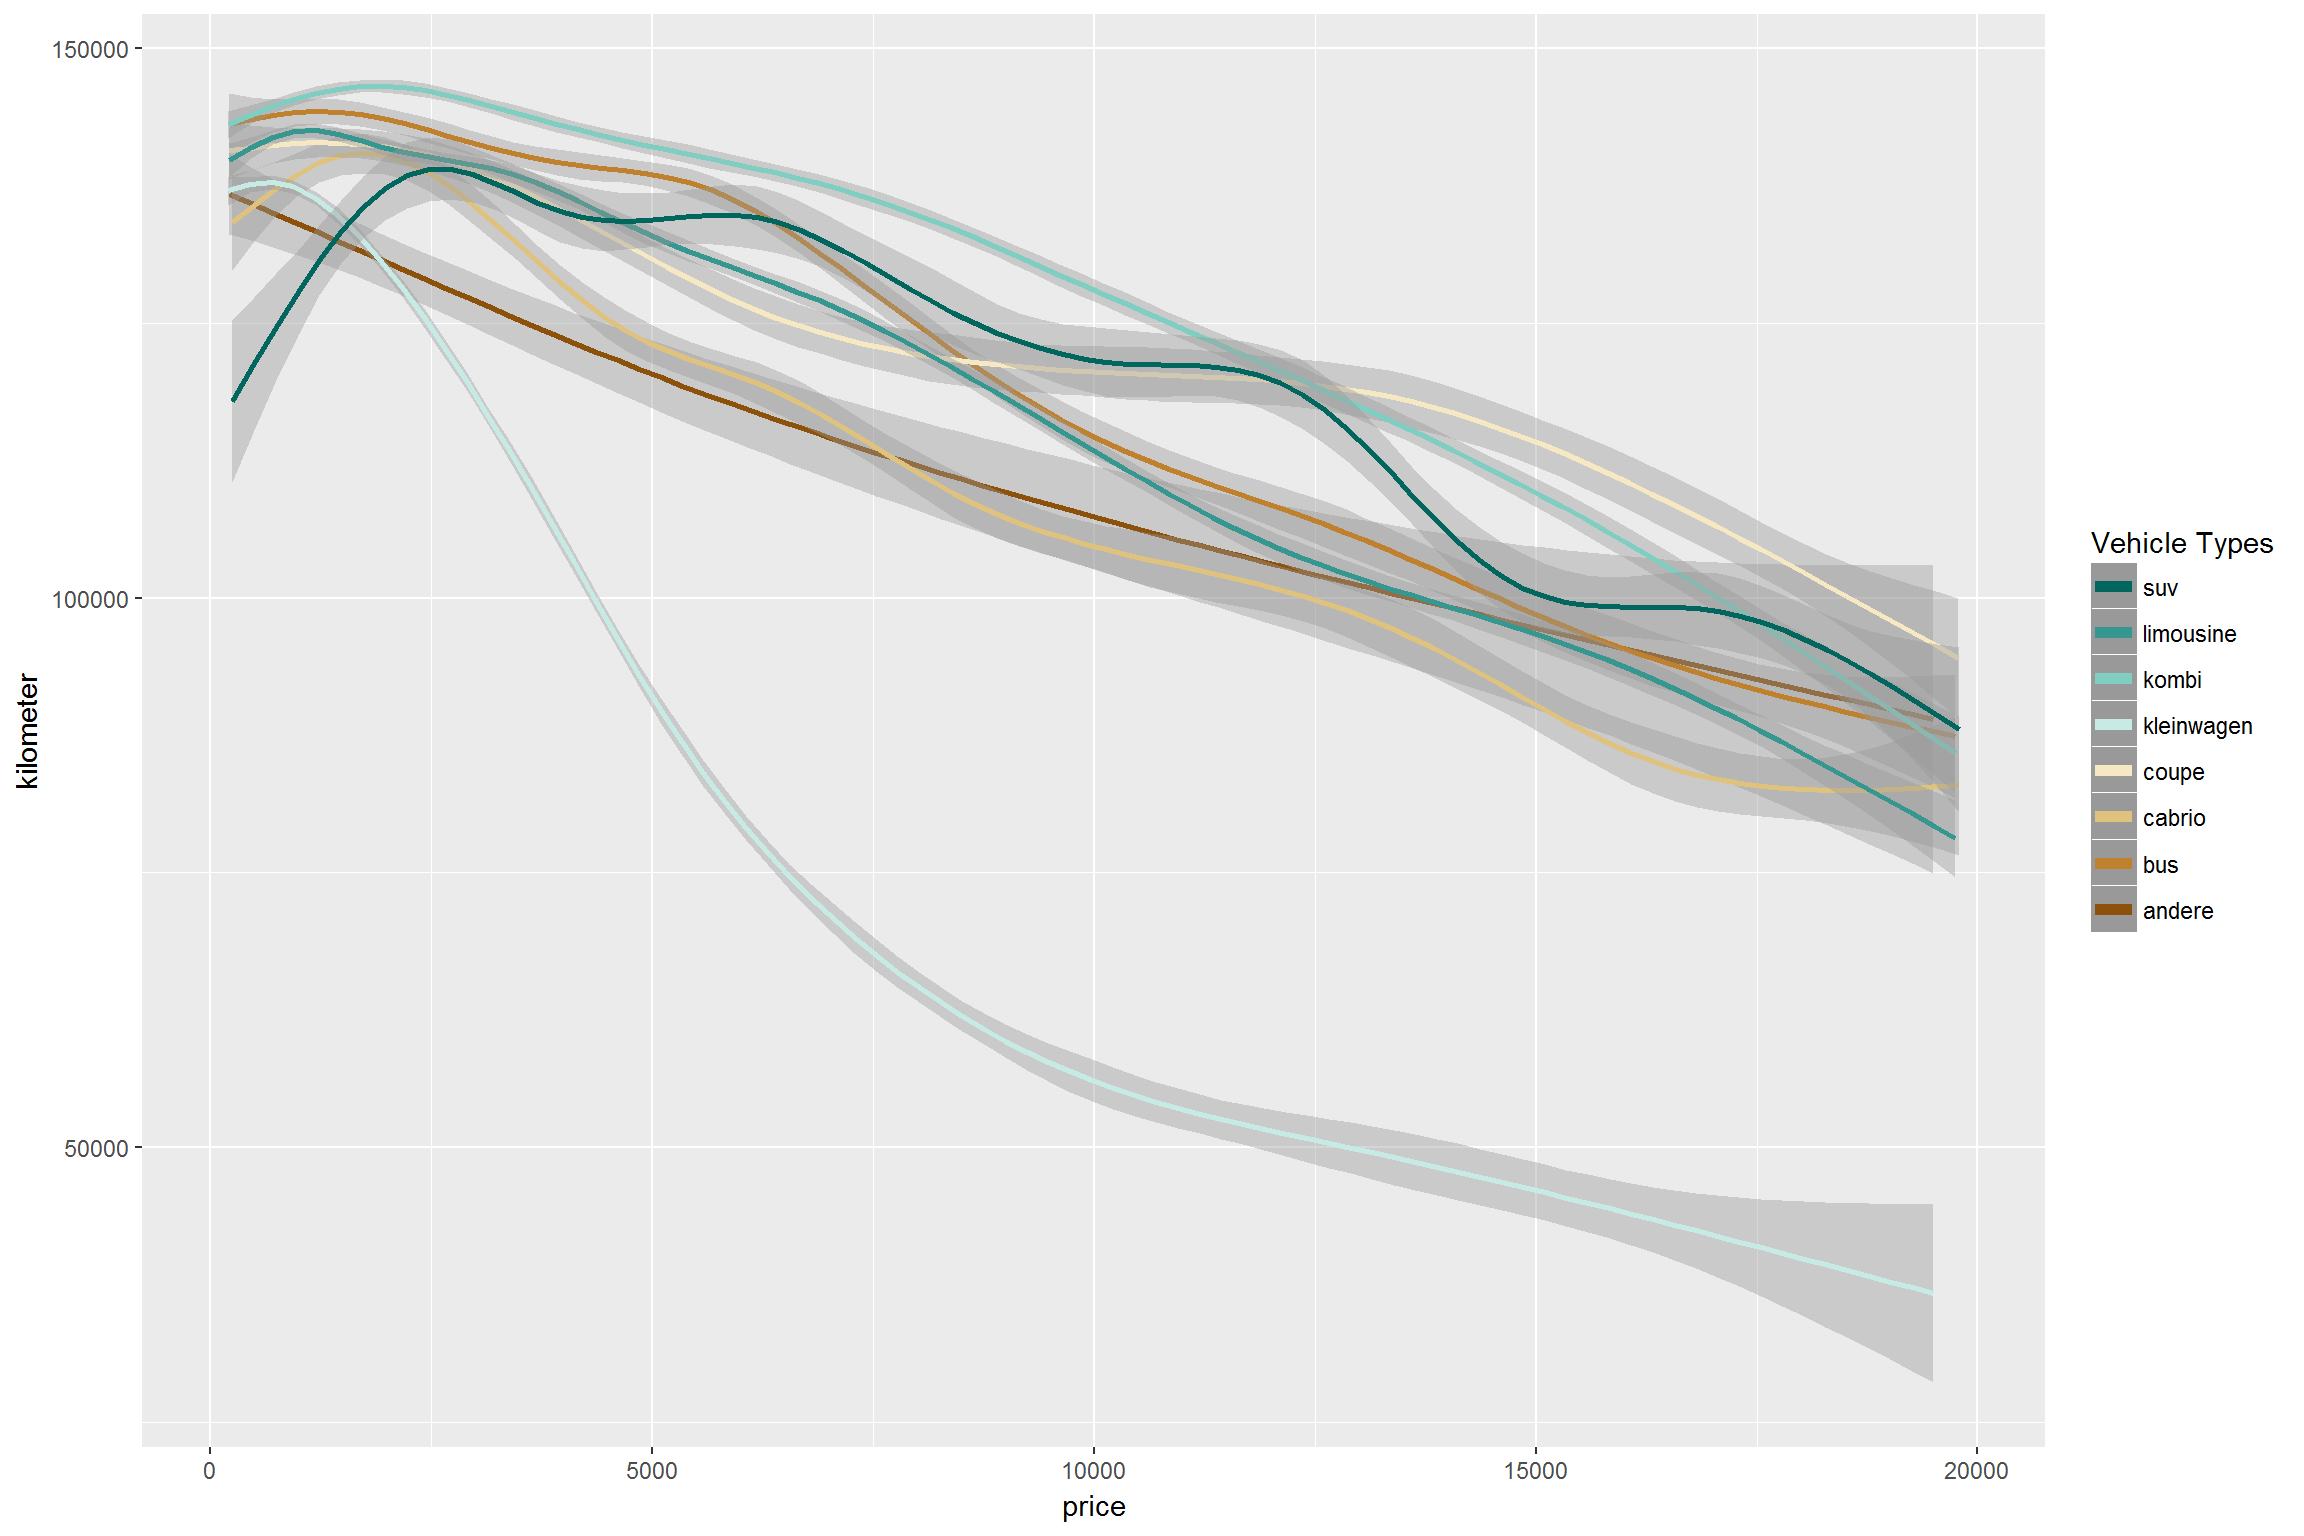 150000
100000
50000
kilometer
0
5000
10000
15000
20000
price
Vehicle Types
suv
limousine
kombi
kleinwagen
coupe
cabrio
bus
andere